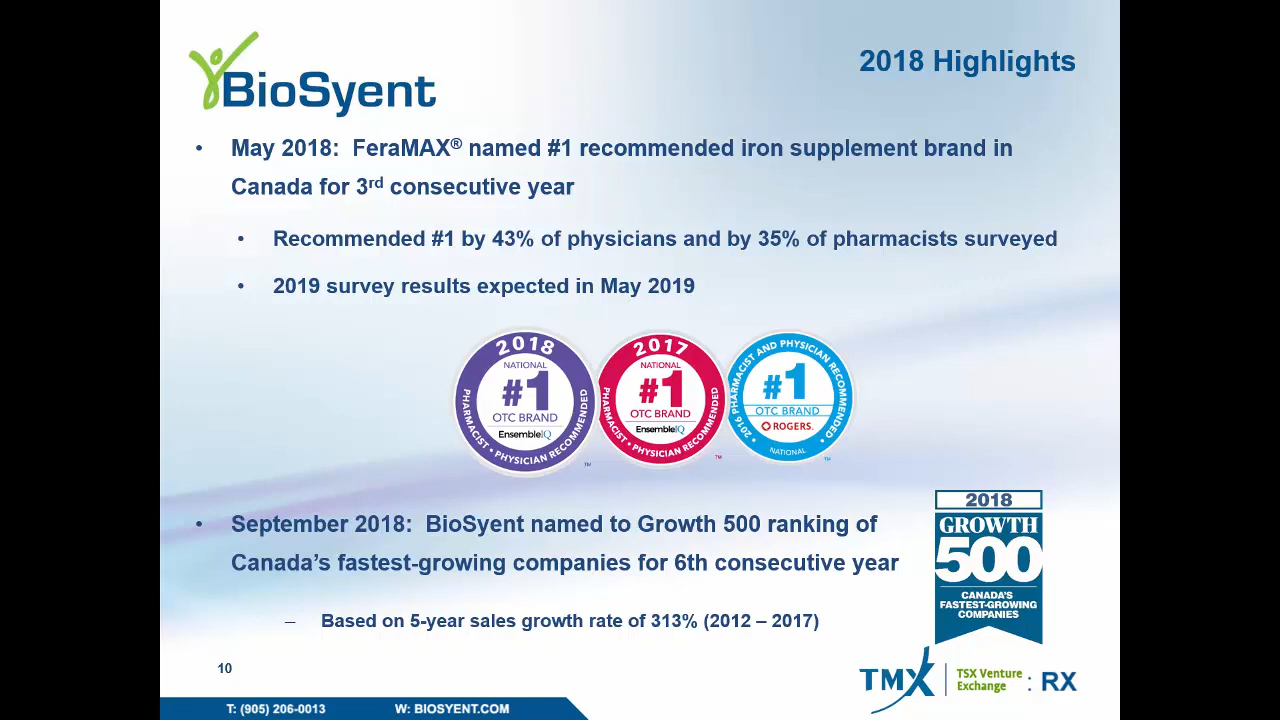 BioSyent
2018 Highlights
• May 2018: FeraMAX® named #1 recommended iron supplement brand in
Canada for 3rd consecutive year
• Recommended #1 by 43% of physicians and by 35% of pharmacists surveyed
• 2019 survey results expected in May 2019
2018
NATIONAL
#1
OTC BRAND
EnsembleIQ
PHARMACIST • PHYSICIAN RECOMMENDED
TM
2017
NATIONAL
#1
OTC BRAND
EnsembleIQ
PHARMACIST • PHYSICIAN RECOMMENDED
TM
• 2016 PHARMACIST AND PHYSICIAN RECOMMENDED •
#1
OTC BRAND
ROGERS.
NATIONAL
TM
• September 2018: BioSyent named to Growth 500 ranking of
Canada’s fastest-growing companies for 6th consecutive year
– Based on 5-year sales growth rate of 313% (2012 – 2017)
2018
GROWTH
500
CANADA'S
FASTEST-GROWING
COMPANIES
10
TMX
TSX Venture
Exchange
: RX
T: (905) 206-0013
W: BIOSYENT.COM